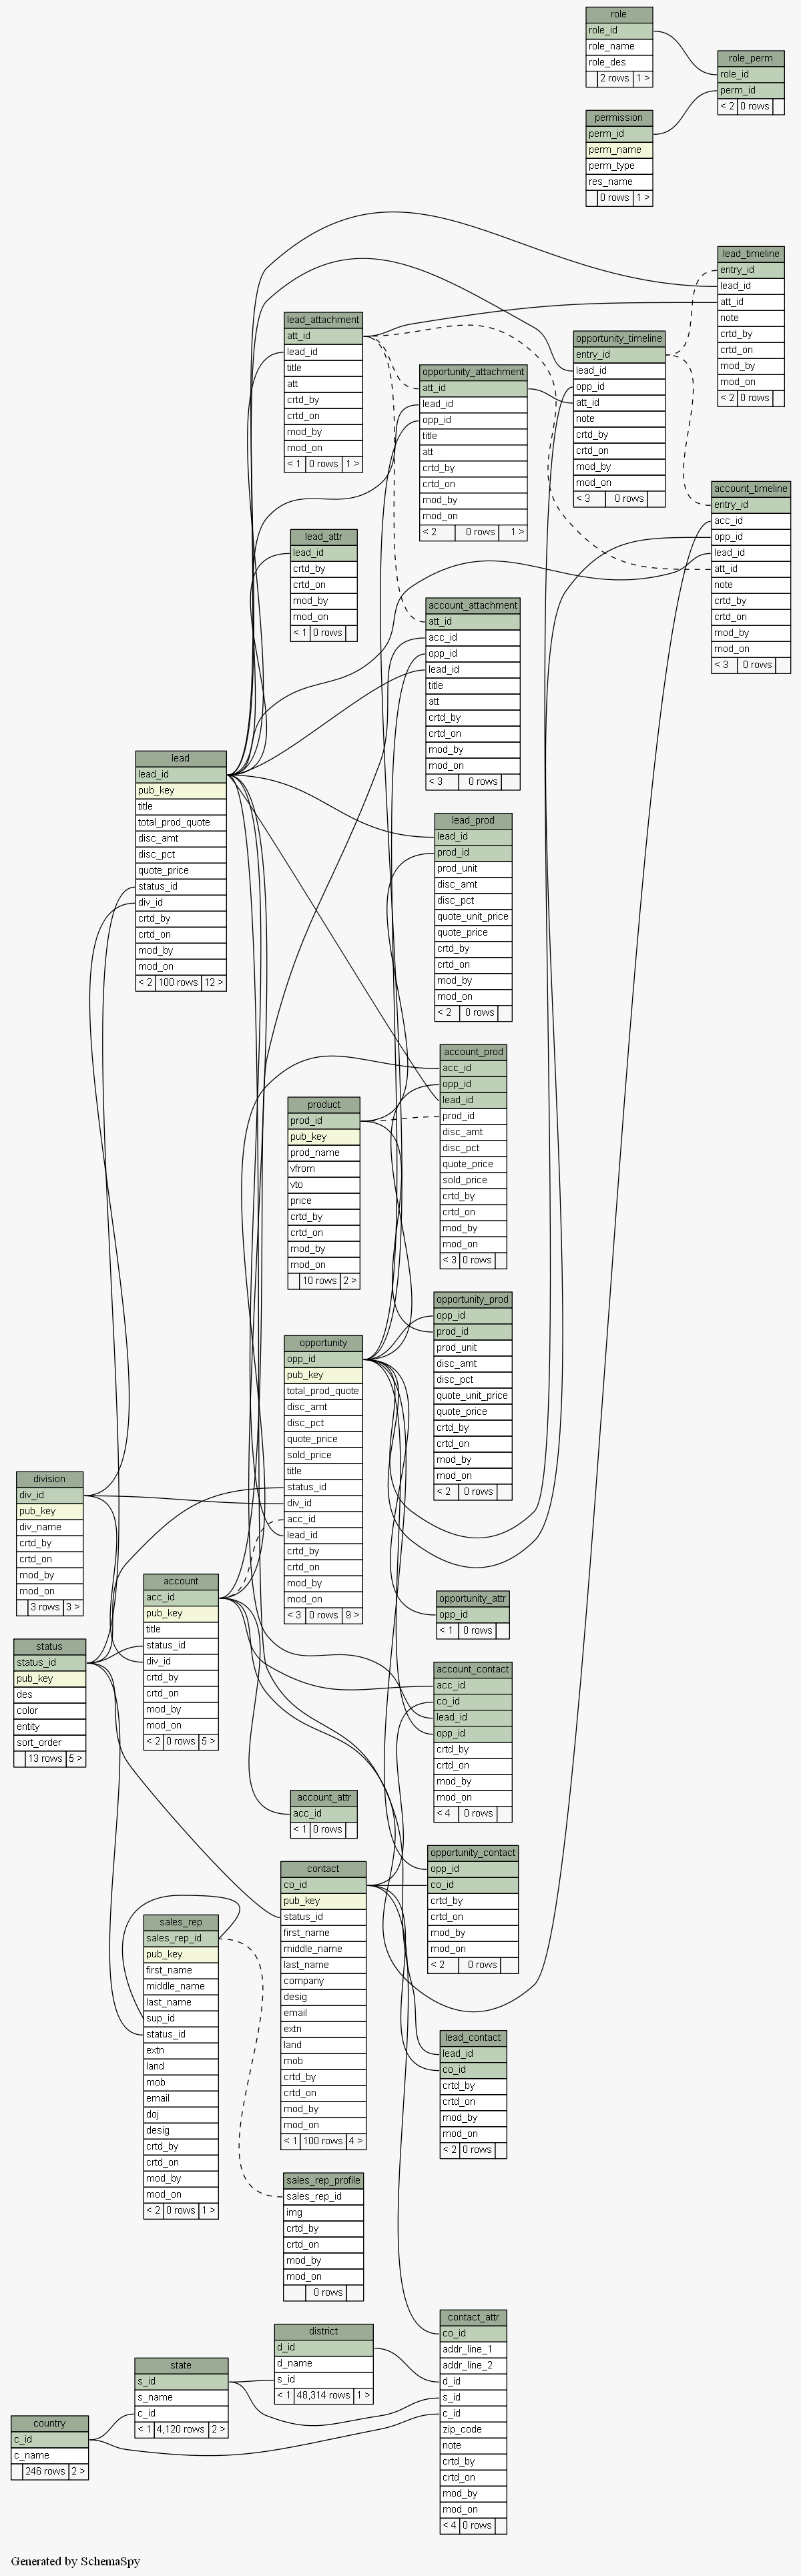 role
role_id
role_name
role_des
2 rows 1 >
role_perm
role_id
perm_id
< 2 0 rows
permission
perm_id
perm_name
perm_type
res_name
0 rows 1 >
lead_timeline
entry_id
lead_id
att_id
note
crtd_by
crtd_on
mod_by
mod_on
< 2 0 rows
lead_attachment
att_id
lead_id
title
att
crtd_by
crtd_on
mod_by
mod_on
< 1 0 rows 1 >
opportunity_timeline
entry_id
lead_id
opp_id
att_id
note
crtd_by
crtd_on
mod_by
mod_on
< 3 0 rows
opportunity_attachment
att_id
lead_id
opp_id
title
att
crtd_by
crtd_on
mod_by
mod_on
< 2 0 rows 1 >
account_timeline
entry_id
acc_id
opp_id
lead_id
att_id
note
crtd_by
crtd_on
mod_by
mod_on
< 3 0 rows
lead_attr
lead_id
crtd_by
crtd_on
mod_by
mod_on
< 1 0 rows
account_attachment
att_id
acc_id
opp_id
lead_id
title
att
crtd_by
crtd_on
mod_by
mod_on
< 3 0 rows
lead
lead_id
pub_key
title
total_prod_quote
disc_amt
disc_pct
quote_price
status_id
div_id
crtd_by
crtd_on
mod_by
mod_on
< 2 100 rows 12 >
lead_prod
lead_id
prod_id
prod_unit
disc_amt
disc_pct
quote_unit_price
quote_price
crtd_by
crtd_on
mod_by
mod_on
< 2 0 rows
account_prod
acc_id
opp_id
lead_id
prod_id
disc_amt
disc_pct
quote_price
sold_price
crtd_by
crtd_on
mod_by
mod_on
< 3 0 rows
product
prod_id
pub_key
prod_name
vfrom
vto
price
crtd_by
crtd_on
mod_by
mod_on
10 rows 2 >
opportunity_prod
opp_id
prod_id
prod_unit
disc_amt
disc_pct
quote_unit_price
quote_price
crtd_by
crtd_on
mod_by
mod_on
< 2 0 rows
opportunity
opp_id
pub_key
total_prod_quote
disc_amt
disc_pct
quote_price
sold_price
title
status_id
div_id
acc_id
lead_id
crtd_by
crtd_on
mod_by
mod_on
< 3 0 rows 9 >
division
div_id
pub_key
div_name
crtd_by
crtd_on
mod_by
mod_on
3 rows 3 >
account
acc_id
pub_key
title
status_id
div_id
crtd_by
crtd_on
mod_by
mod_on
< 2 0 rows 5 >
opportunity_attr
opp_id
< 1 0 rows
status
status_id
pub_key
des
color
entity
sort_order
13 rows 5 >
account_contact
acc_id
co_id
lead_id
opp_id
crtd_by
crtd_on
mod_by
mod_on
< 4 0 rows
account_attr
acc_id
< 1 0 rows
opportunity_contact
opp_id
co_id
crtd_by
crtd_on
mod_by
mod_on
< 2 0 rows
contact
co_id
pub_key
status_id
first_name
middle_name
last_name
company
desig
email
extn
land
mob
crtd_by
crtd_on
mod_by
mod_on
< 1 100 rows 4 >
sales_rep
sales_rep_id
pub_key
first_name
middle_name
last_name
sup_id
status_id
extn
land
mob
email
doj
desig
crtd_by
crtd_on
mod_by
mod_on
< 2 0 rows 1 >
lead_contact
lead_id
co_id
crtd_by
crtd_on
mod_by
mod_on
< 2 0 rows
sales_rep_profile
sales_rep_id
img
crtd_by
crtd_on
mod_by
mod_on
0 rows
contact_attr
co_id
addr_line_1
addr_line_2
d_id
s_id
c_id
zip_code
note
crtd_by
crtd_on
mod_by
mod_on
< 4 0 rows
district
d_id
d_name
s_id
< 1 48,314 rows 1 >
state
s_id
s_name
c_id
< 1 4,120 rows 2 >
country
c_id
c_name
246 rows 2 >
Generated by SchemaSpy